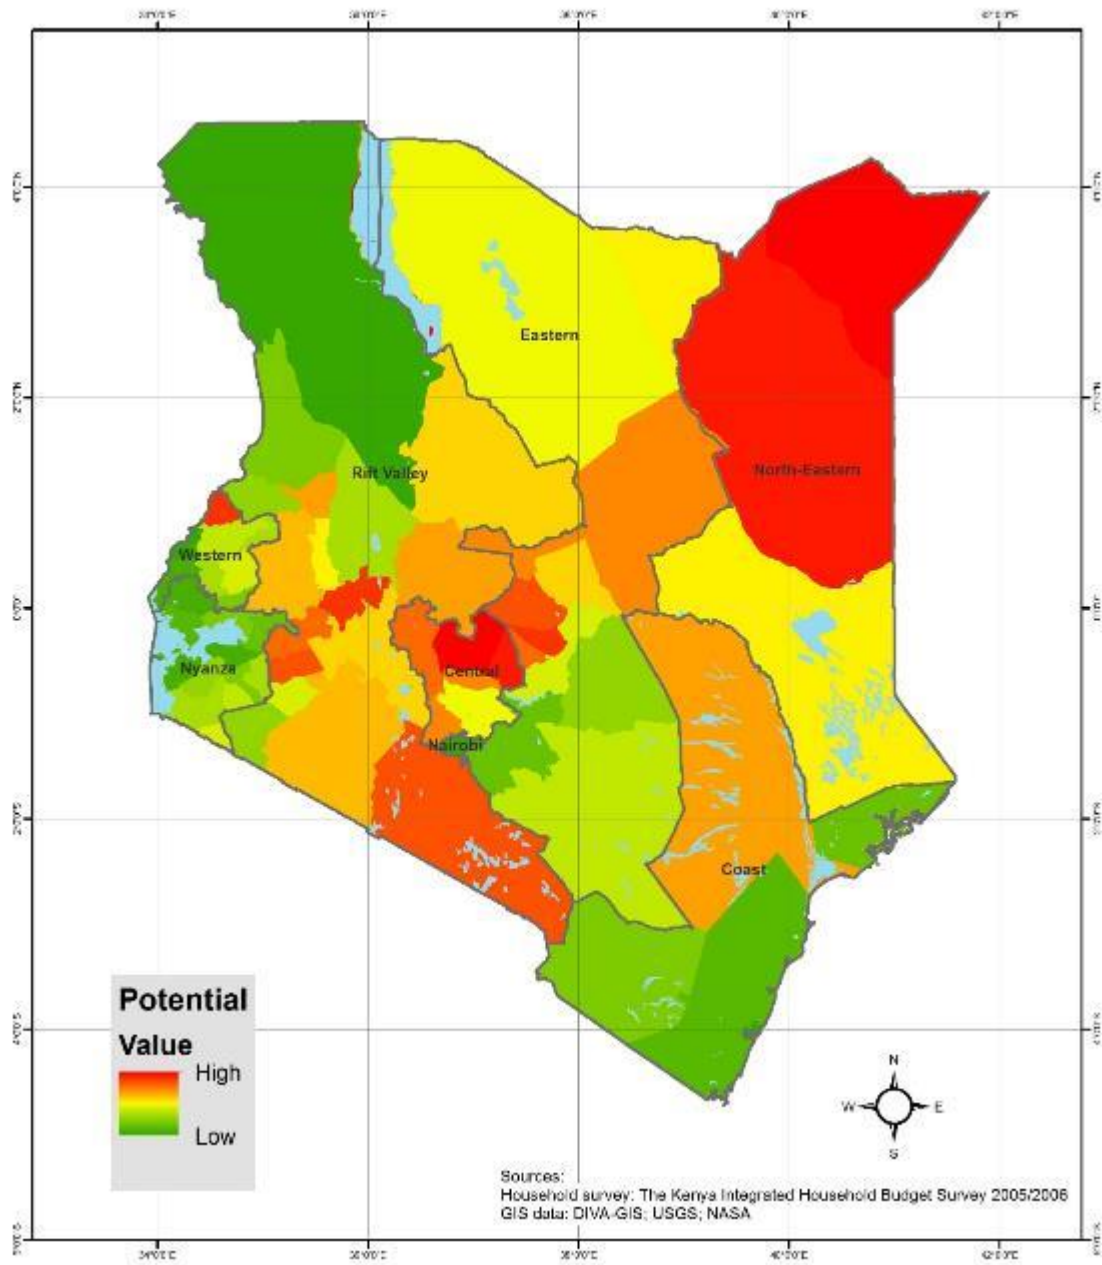 Eastern
North-Eastern
Rift Valley
Western
Nyanza
Central
Nairobi
Coast
Potential
Value
High
Low
N
W
E
S
Sources:
Household survey: The Kenya Integrated Household Budget Survey 2005/2006
GIS data: DIVA-GIS; USGS; NASA